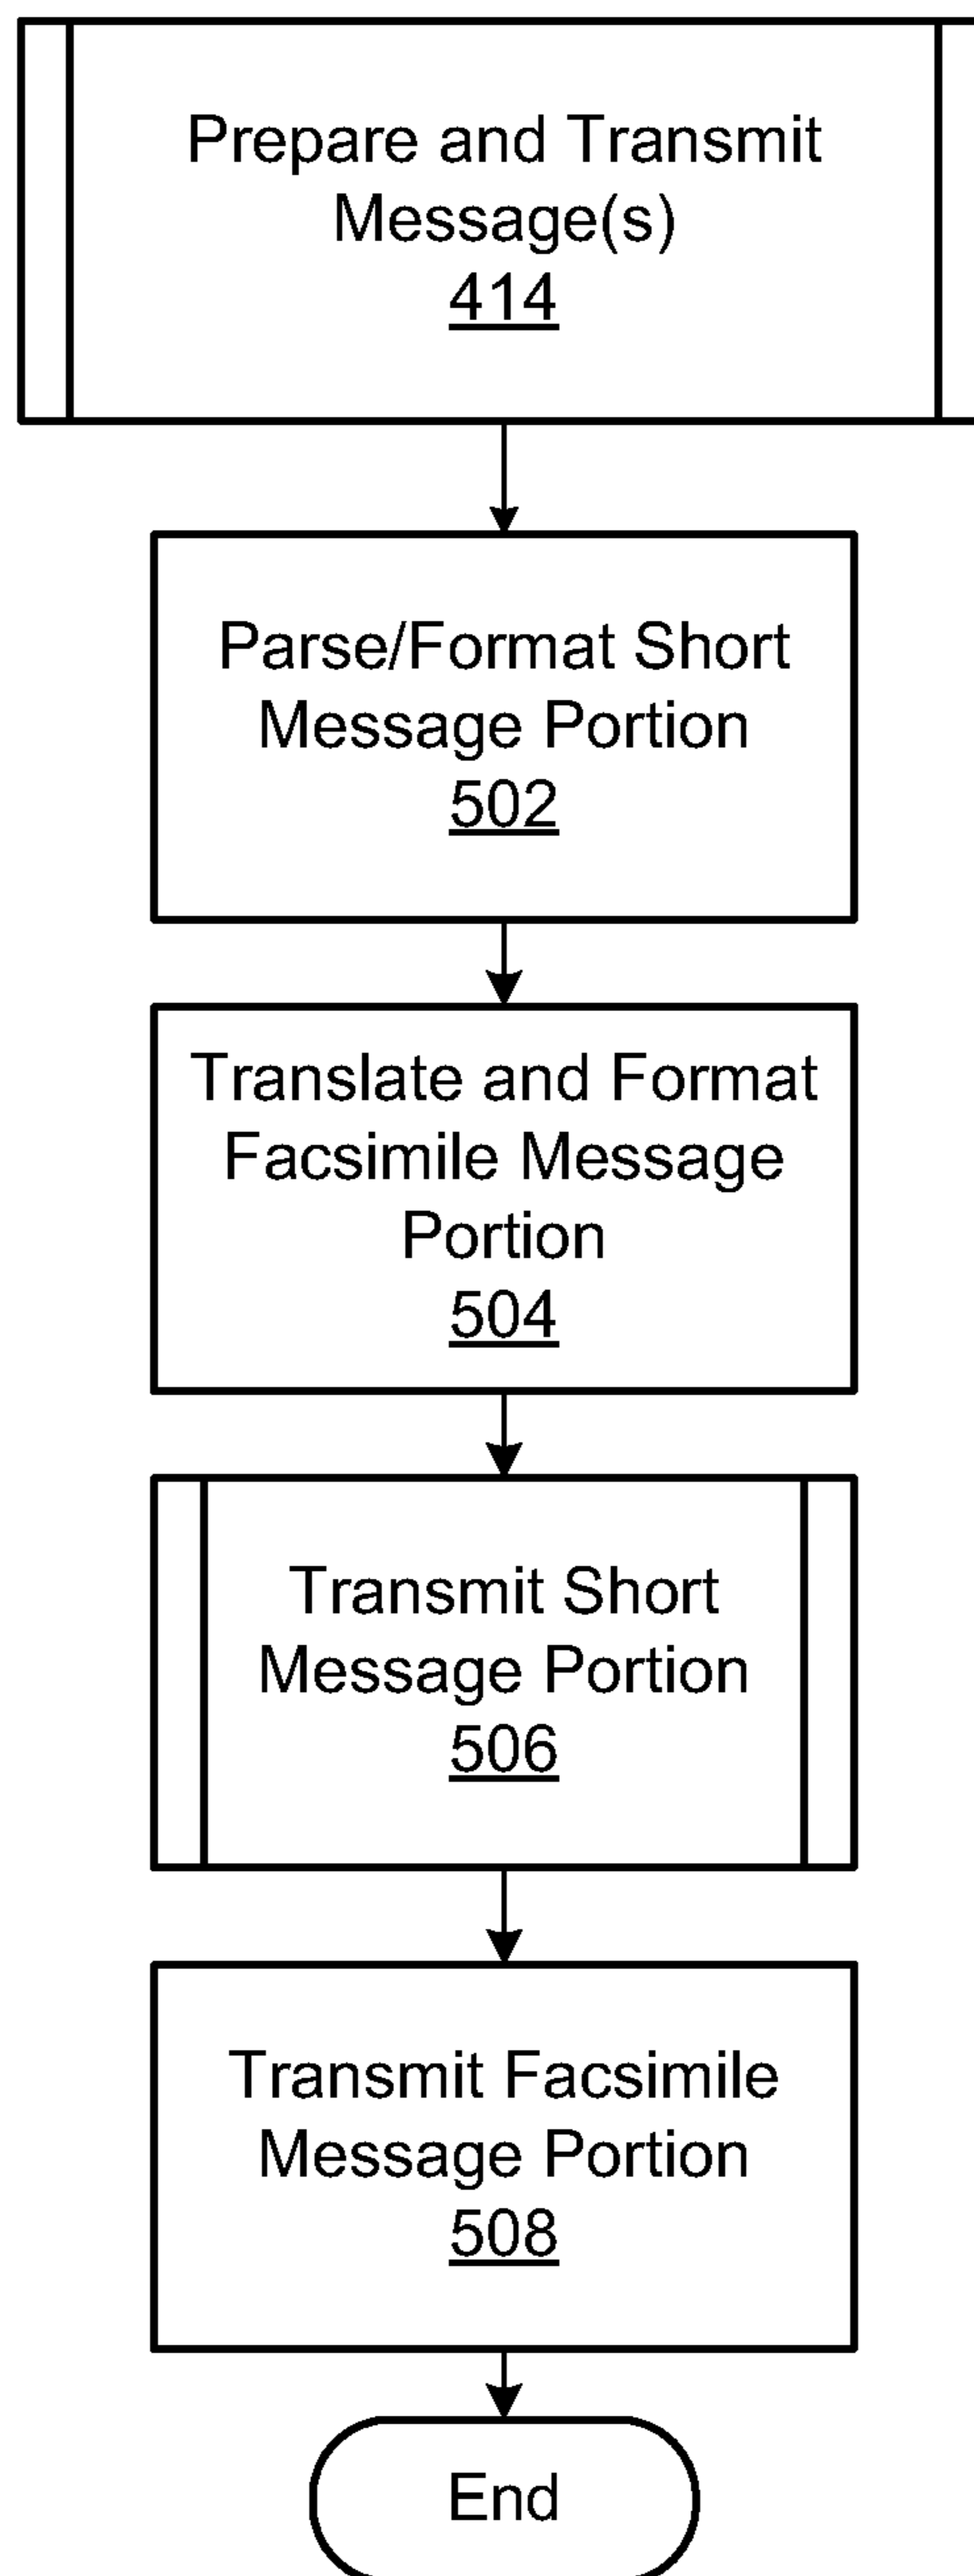 Prepare and Transmit
Message(s)
414
Parse/Format Short
Message Portion
502
Translate and Format
Facsimile Message
Portion
504
Transmit Short
Message Portion
506
Transmit Facsimile
Message Portion
508
End